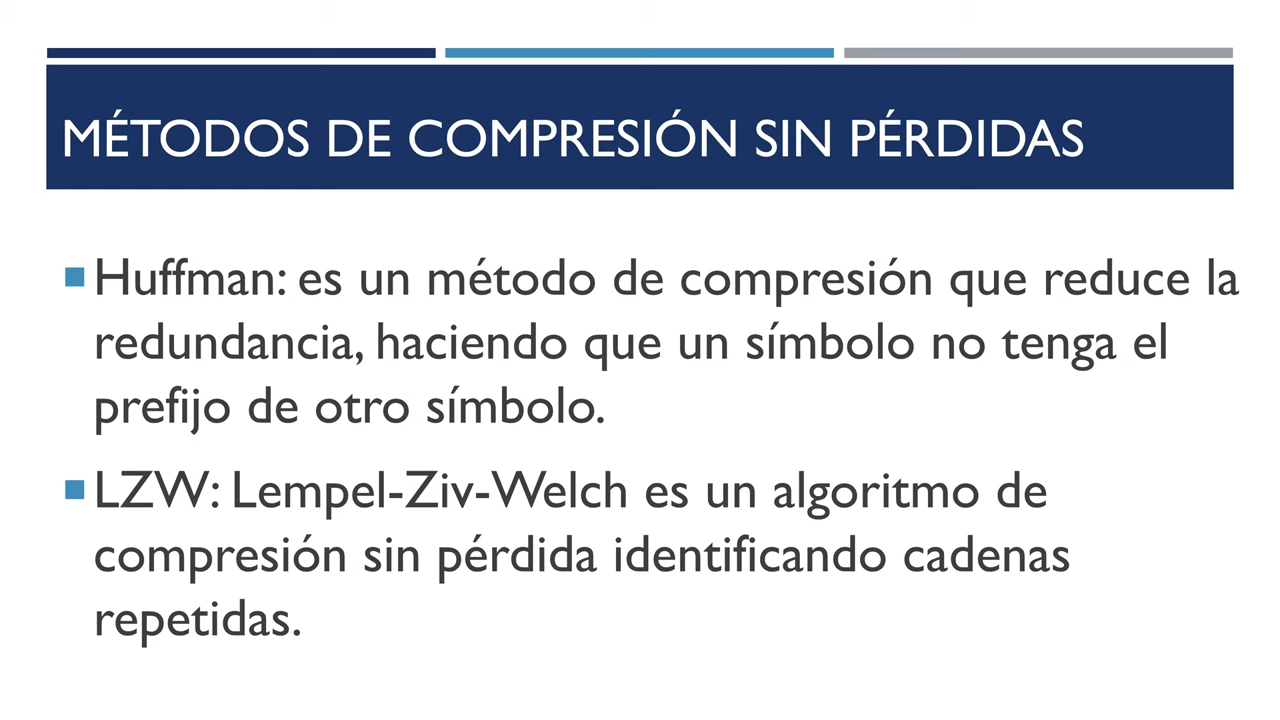 MÉTODOS DE COMPRESIÓN SIN PÉRDIDAS
Huffman: es un método de compresión que reduce la
redundancia, haciendo que un símbolo no tenga el
prefijo de otro símbolo.
LZW: Lempel-Ziv-Welch es un algoritmo de
compresión sin pérdida identificando cadenas
repetidas.